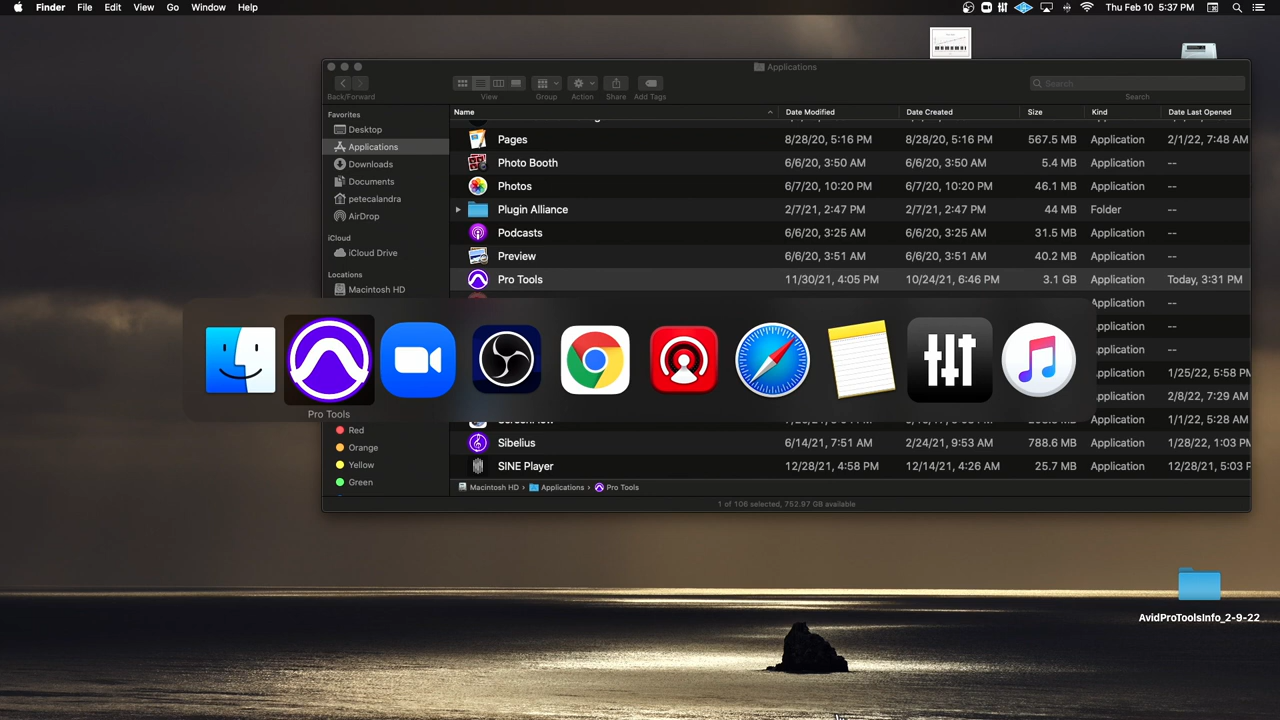 Finder File Edit View Go Window Help
Thu Feb 10 5:37 PM
Applications
Back/Forward View Group Action Share Add Tags Search
Search
Favorites
Desktop
Applications
Downloads
Documents
petecalandra
AirDrop
iCloud
iCloud Drive
Locations
Macintosh HD
Red
Orange
Yellow
Green
Name Date Modified Date Created Size Kind Date Last Opened
Pages 8/28/20, 5:16 PM 8/28/20, 5:16 PM 567.5 MB Application 2/1/22, 7:48 AM
Photo Booth 6/6/20, 3:50 AM 6/6/20, 3:50 AM 5.4 MB Application --
Photos 6/7/20, 10:20 PM 6/7/20, 10:20 PM 46.1 MB Application --
Plugin Alliance 2/7/21, 2:47 PM 2/7/21, 2:47 PM 44 MB Folder --
Podcasts 6/6/20, 3:25 AM 6/6/20, 3:25 AM 31.5 MB Application --
Preview 6/6/20, 3:51 AM 6/6/20, 3:51 AM 40.2 MB Application --
Pro Tools 11/30/21, 4:05 PM 10/24/21, 6:46 PM 3.1 GB Application Today, 3:31 PM
Application --
Application --
Application --
Application 1/25/22, 5:58 PM
Application 2/8/22, 7:29 AM
Pro Tools
Application 1/1/22, 5:28 AM
Sibelius 6/14/21, 7:51 AM 2/24/21, 9:53 AM 788.6 MB Application 1/28/22, 1:03 PM
SINE Player 12/28/21, 4:58 PM 12/14/21, 4:26 AM 25.7 MB Application 12/28/21, 5:03 P
Macintosh HD › Applications › Pro Tools
1 of 106 selected, 752.97 GB available
AvidProToolsInfo_2-9-22